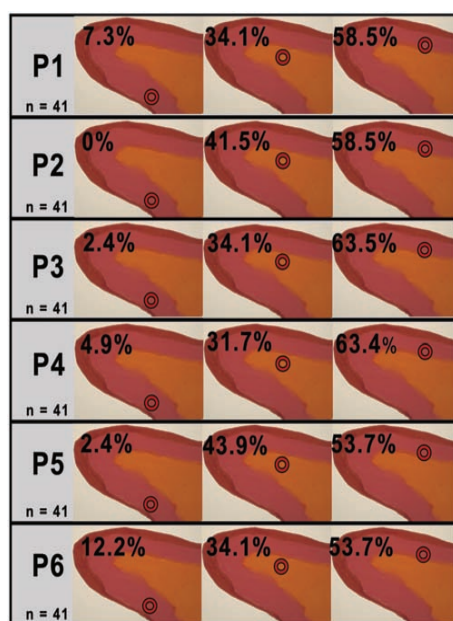 7.3% 34.1% 58.5%
P1
n = 41
0% 41.5% 58.5%
P2
n = 41
2.4% 34.1% 63.5%
P3
n = 41
4.9% 31.7% 63.4%
P4
n = 41
2.4% 43.9% 53.7%
P5
n = 41
12.2% 34.1% 53.7%
P6
n = 41